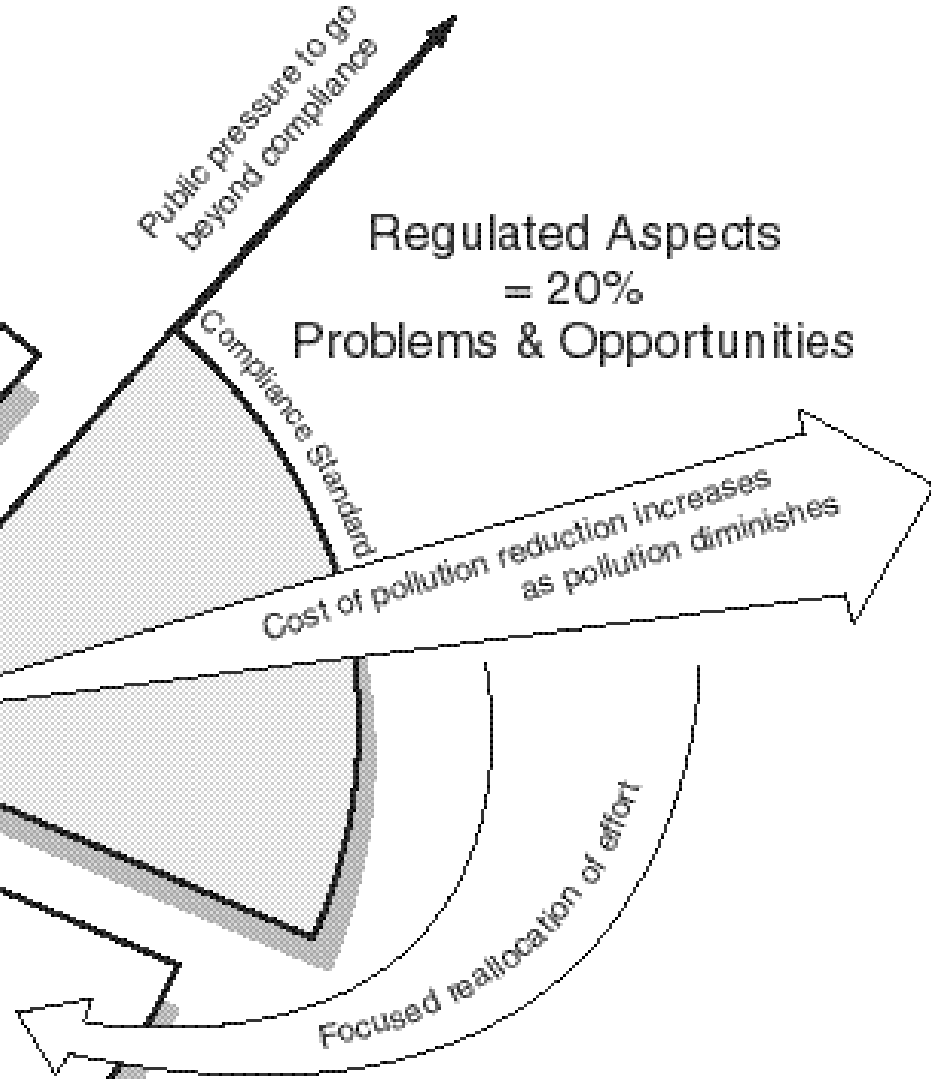 Public pressure to go
beyond compliance
Regulated Aspects
= 20%
Problems & Opportunities
Compliance Standard
Cost of pollution reduction increases
as pollution diminishes
Focused reallocation of effort